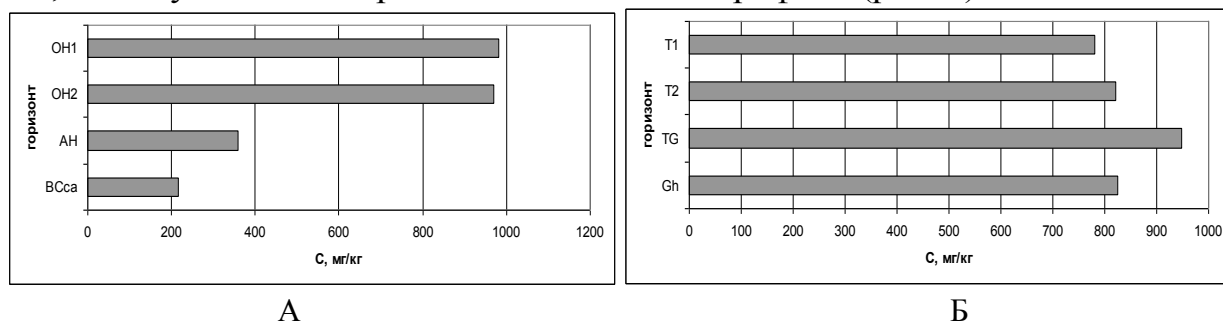 ОН1
ОН2
АН
ВСса
горизонт
0 200 400 600 800 1000 1200
С, мг/кг
А
Т1
Т2
TG
Gh
горизонт
0 100 200 300 400 500 600 700 800 900 1000
С, мг/кг
Б